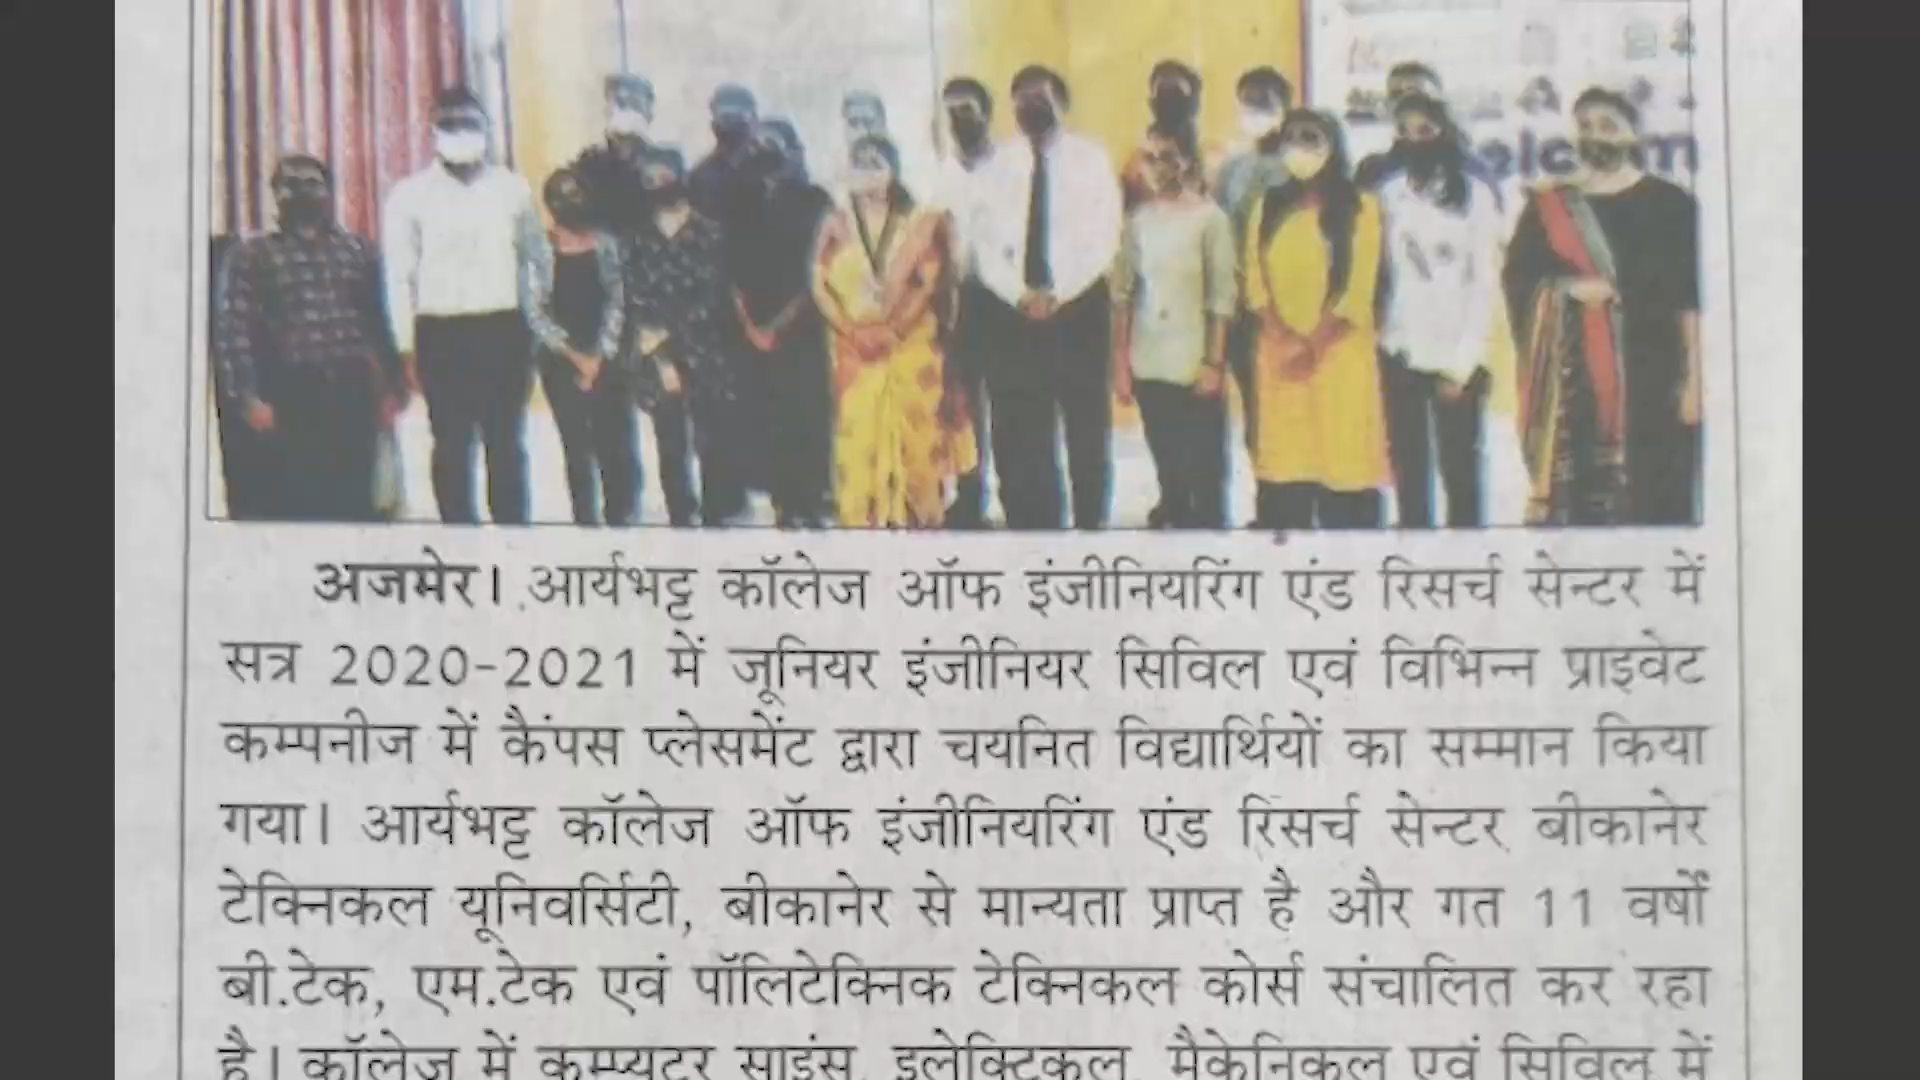 elcom
अजमेर। आर्यभट्ट कॉलेज ऑफ इंजीनियरिंग एंड रिसर्च सेन्टर में
सत्र 2020-2021 में जूनियर इंजीनियर सिविल एवं विभिन्न प्राइवेट
कम्पनीज में कैंपस प्लेसमेंट द्वारा चयनित विद्यार्थियों का सम्मान किया
गया। आर्यभट्ट कॉलेज ऑफ इंजीनियरिंग एंड रिसर्च सेन्टर बीकानेर
टेक्निकल यूनिवर्सिटी, बीकानेर से मान्यता प्राप्त है और गत 11 वर्षों
बी.टेक, एम.टेक एवं पॉलिटेक्निक टेक्निकल कोर्स संचालित कर रहा
है। कॉलेज में कम्प्यूटर साइंस, इलेक्ट्रिकल, मैकेनिकल एवं सिविल में